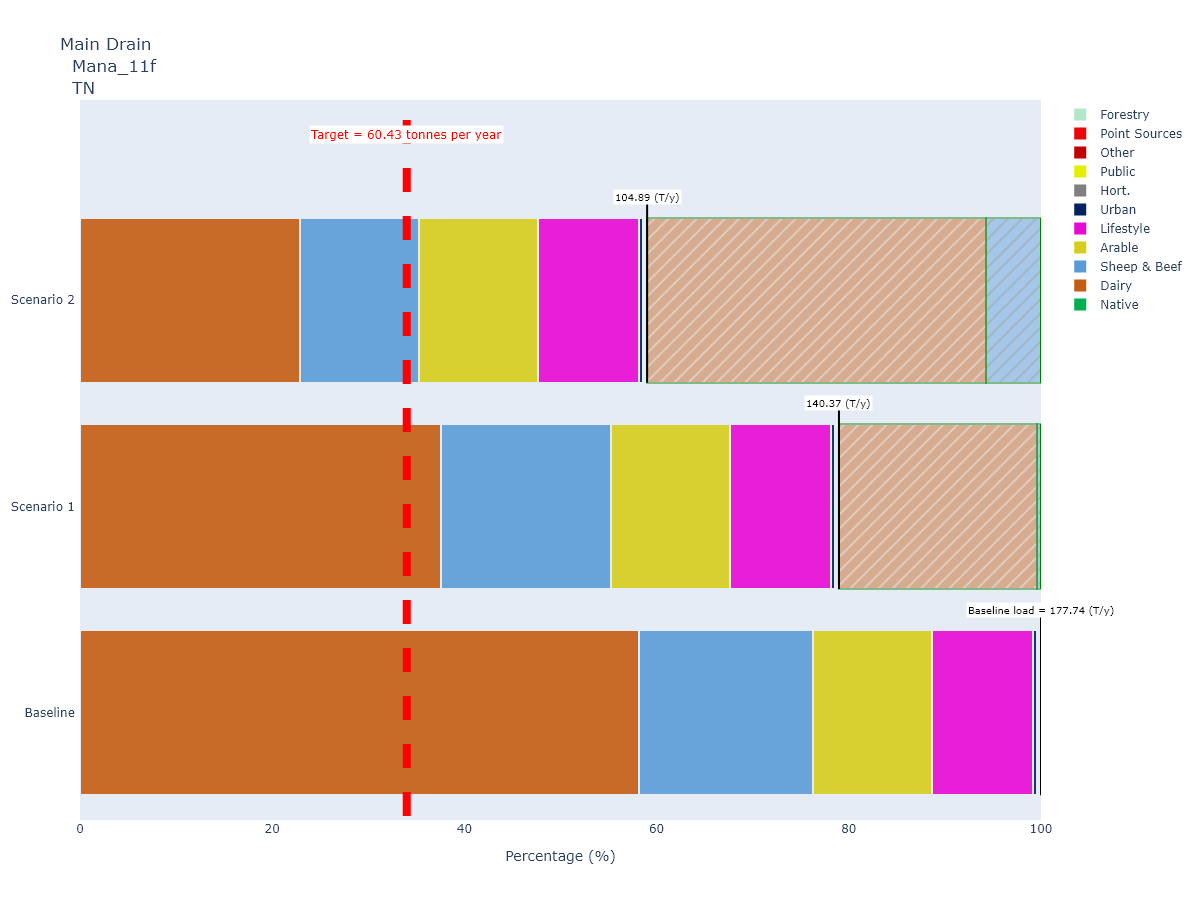 Main Drain
Mana_11f
TN
Target = 60.43 tonnes per year
104.89 (T/y)
Scenario 2
140.37 (T/y)
Scenario 1
Baseline load = 177.74 (T/y)
Baseline
0 20 40 60 80 100
Percentage (%)
Forestry
Point Sources
Other
Public
Hort.
Urban
Lifestyle
Arable
Sheep & Beef
Dairy
Native